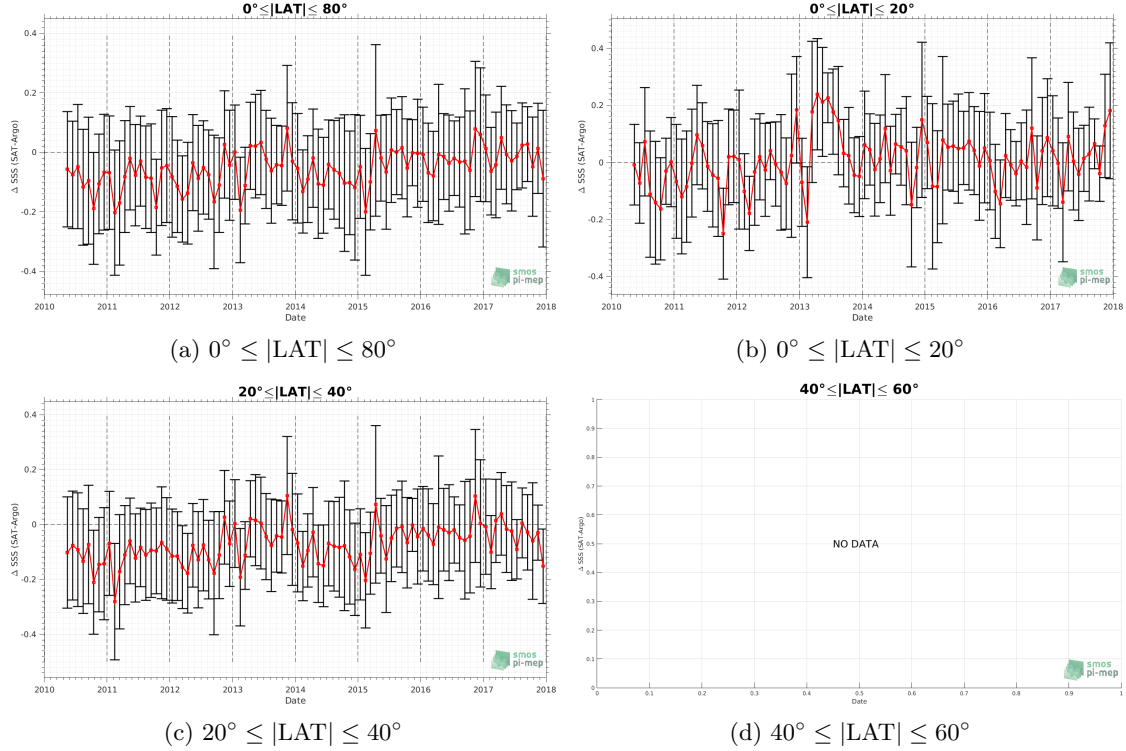 0°≤|LAT|≤ 80°
0.4
0.2
0
-0.2
-0.4
Δ SSS (SAT-Argo)
2010 2011 2012 2013 2014 2015 2016 2017 2018
Date
smos
pi-mep
(a) 0° ≤ |LAT| ≤ 80°
0°≤|LAT|≤ 20°
0.4
0.2
0
-0.2
-0.4
Δ SSS (SAT-Argo)
2010 2011 2012 2013 2014 2015 2016 2017 2018
Date
smos
pi-mep
(b) 0° ≤ |LAT| ≤ 20°
20°≤|LAT|≤ 40°
0.4
0.2
0
-0.2
-0.4
Δ SSS (SAT-Argo)
2010 2011 2012 2013 2014 2015 2016 2017 2018
Date
smos
pi-mep
(c) 20° ≤ |LAT| ≤ 40°
40°≤|LAT|≤ 60°
1
0.9
0.8
0.7
0.6
0.5
0.4
0.3
0.2
0.1
0
Δ SSS (SAT-Argo)
NO DATA
0 0.1 0.2 0.3 0.4 0.5 0.6 0.7 0.8 0.9 1
Date
smos
pi-mep
(d) 40° ≤ |LAT| ≤ 60°